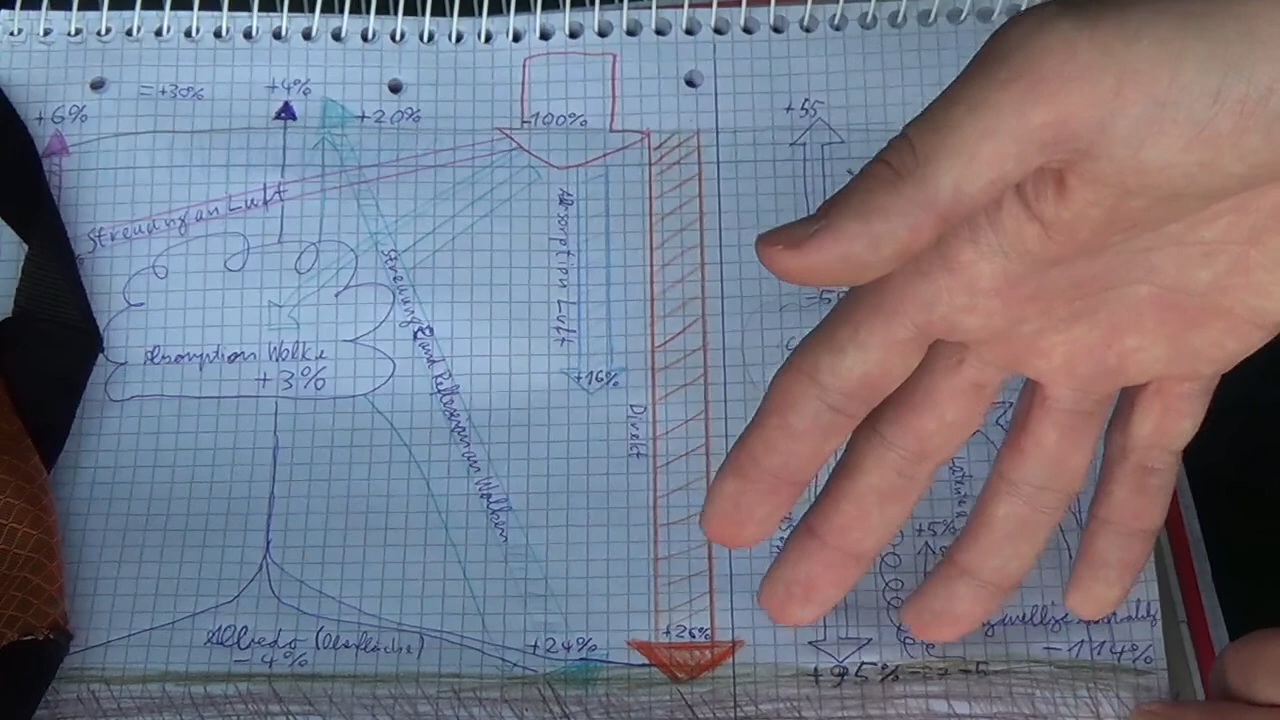 = +30%
+4%
+6%
+20%
-100%
+55
Streuung an Luft
Absorption Luft
Streuung und Reflexion an Wolken
Absorption Wolke
+3%
+16%
Direkt
+5%
Albedo (Oberfläche)
-4%
+24%
+26%
-114%
+95%